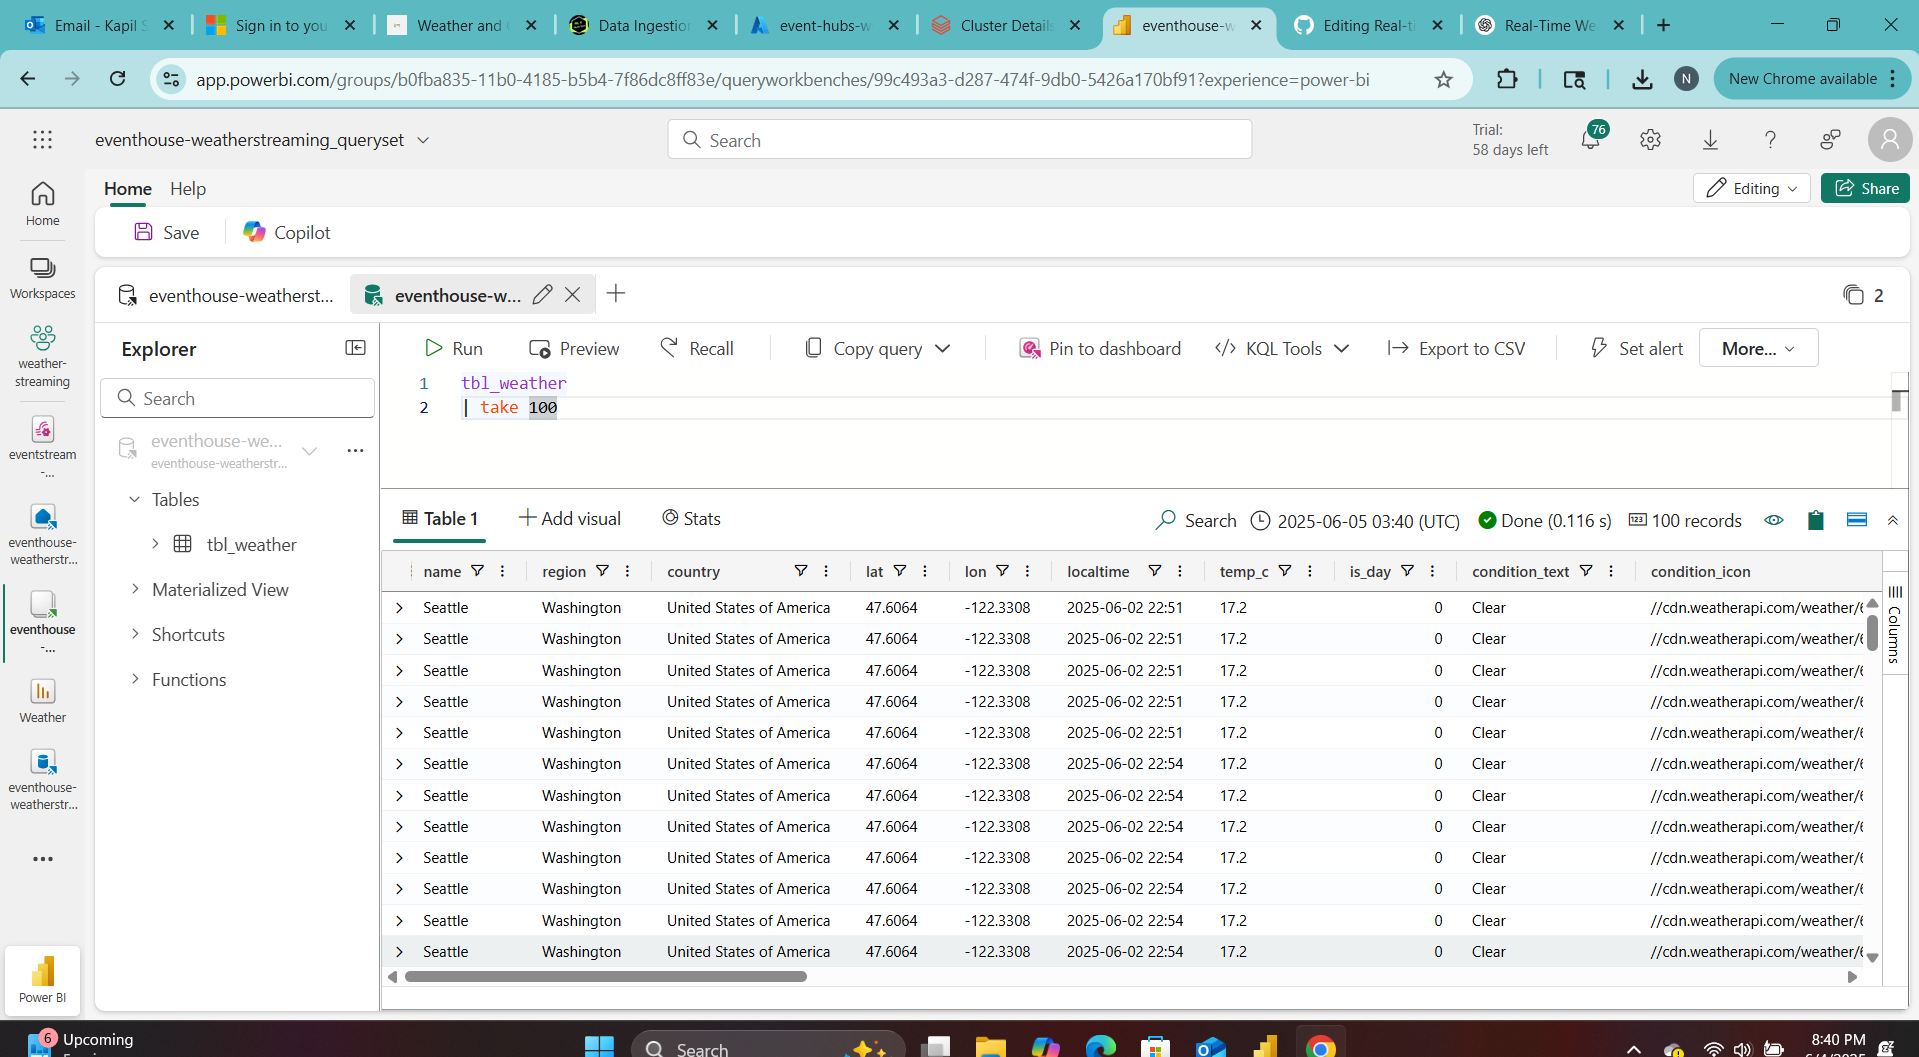 Email - Kapil S
Sign in to you
Weather and
Data Ingestion
event-hubs-w
Cluster Details
eventhouse-w
Editing Real-ti
Real-Time We
app.powerbi.com/groups/b0fba835-11b0-4185-b5b4-7f86dc8ff83e/queryworkbenches/99c493a3-d287-474f-9db0-5426a170bf91?experience=power-bi
N
New Chrome available
eventhouse-weatherstreaming_queryset
Search
Trial:
58 days left
76
Home
Help
Editing
Share
Save
Copilot
Home
Workspaces
weather-
streaming
eventstream
-...
eventhouse-
weatherstr...
eventhouse
-...
Weather
eventhouse-
weatherstr...
Power BI
eventhouse-weatherst...
eventhouse-w...
2
Explorer
Search
eventhouse-we...
eventhouse-weatherstr...
Tables
tbl_weather
Materialized View
Shortcuts
Functions
Run
Preview
Recall
Copy query
Pin to dashboard
KQL Tools
Export to CSV
Set alert
More...
1 tbl_weather
2 | take 100
Table 1
Add visual
Stats
Search
2025-06-05 03:40 (UTC)
Done (0.116 s)
100 records
name region country lat lon localtime temp_c is_day condition_text condition_icon
Seattle Washington United States of America 47.6064 -122.3308 2025-06-02 22:51 17.2 0 Clear //cdn.weatherapi.com/weather/6
Seattle Washington United States of America 47.6064 -122.3308 2025-06-02 22:51 17.2 0 Clear //cdn.weatherapi.com/weather/6
Seattle Washington United States of America 47.6064 -122.3308 2025-06-02 22:51 17.2 0 Clear //cdn.weatherapi.com/weather/6
Seattle Washington United States of America 47.6064 -122.3308 2025-06-02 22:51 17.2 0 Clear //cdn.weatherapi.com/weather/6
Seattle Washington United States of America 47.6064 -122.3308 2025-06-02 22:51 17.2 0 Clear //cdn.weatherapi.com/weather/6
Seattle Washington United States of America 47.6064 -122.3308 2025-06-02 22:54 17.2 0 Clear //cdn.weatherapi.com/weather/6
Seattle Washington United States of America 47.6064 -122.3308 2025-06-02 22:54 17.2 0 Clear //cdn.weatherapi.com/weather/6
Seattle Washington United States of America 47.6064 -122.3308 2025-06-02 22:54 17.2 0 Clear //cdn.weatherapi.com/weather/6
Seattle Washington United States of America 47.6064 -122.3308 2025-06-02 22:54 17.2 0 Clear //cdn.weatherapi.com/weather/6
Seattle Washington United States of America 47.6064 -122.3308 2025-06-02 22:54 17.2 0 Clear //cdn.weatherapi.com/weather/6
Seattle Washington United States of America 47.6064 -122.3308 2025-06-02 22:54 17.2 0 Clear //cdn.weatherapi.com/weather/6
Seattle Washington United States of America 47.6064 -122.3308 2025-06-02 22:54 17.2 0 Clear //cdn.weatherapi.com/weather/6
Columns
6
Upcoming
Search
8:40 PM